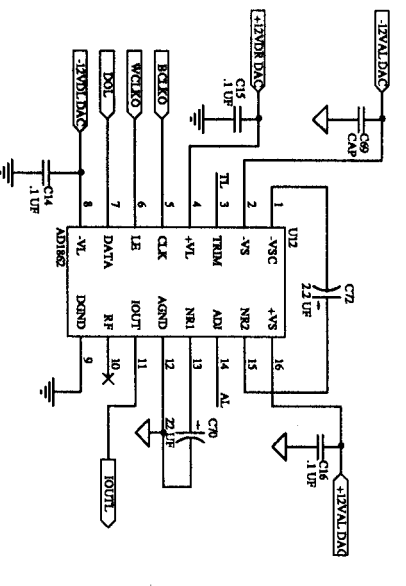 -12VAL DAC
C69
CAP
+12VDR DAC
C15
.1 UF
BCLKO
WCLKO
DOL
-12VDL DAC
C14
.1 UF
U12
AD1862
1
-VSC
2
-VS
3
TRIM
TL
4
+VL
5
CLK
6
LE
7
DATA
8
-VL
16
+VS
15
NR2
14
ADJ
AL
13
NR1
12
AGND
11
IOUT
10
RF
9
DGND
C72
2.2 UF
C70
22 UF
C16
.1 UF
+12VAL DAC
IOUTL